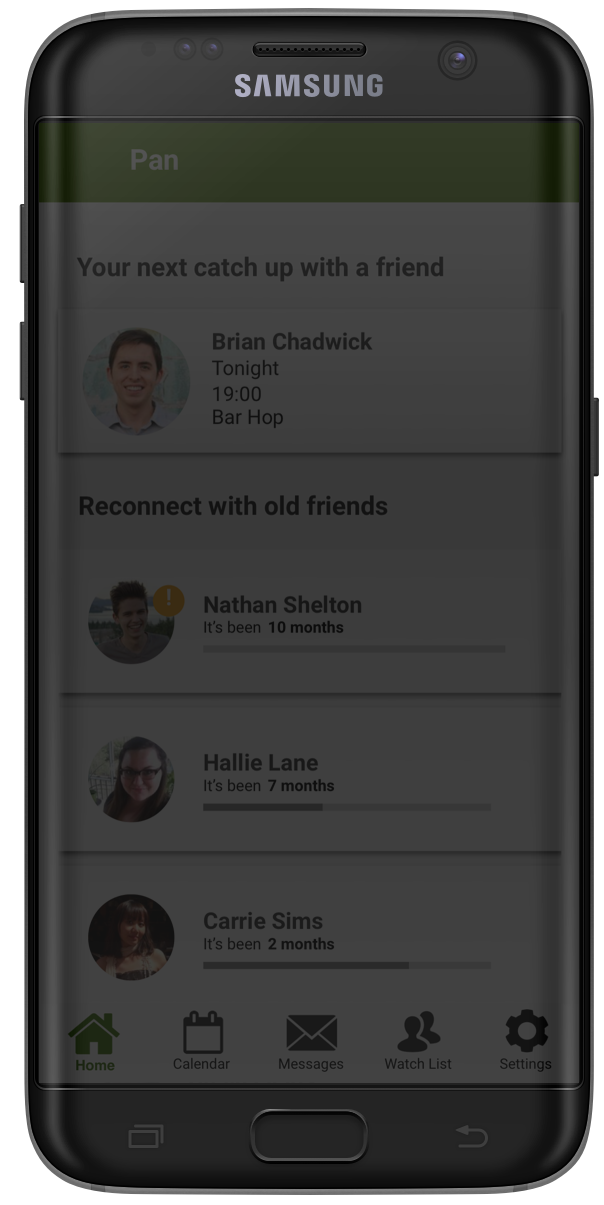 SAMSUNG
Pan
Your next catch up with a friend
Brian Chadwick
Tonight
19:00
Bar Hop
Reconnect with old friends
!
Nathan Shelton
It's been 10 months
Hallie Lane
It's been 7 months
Carrie Sims
It's been 2 months
Home Calendar Messages Watch List Settings